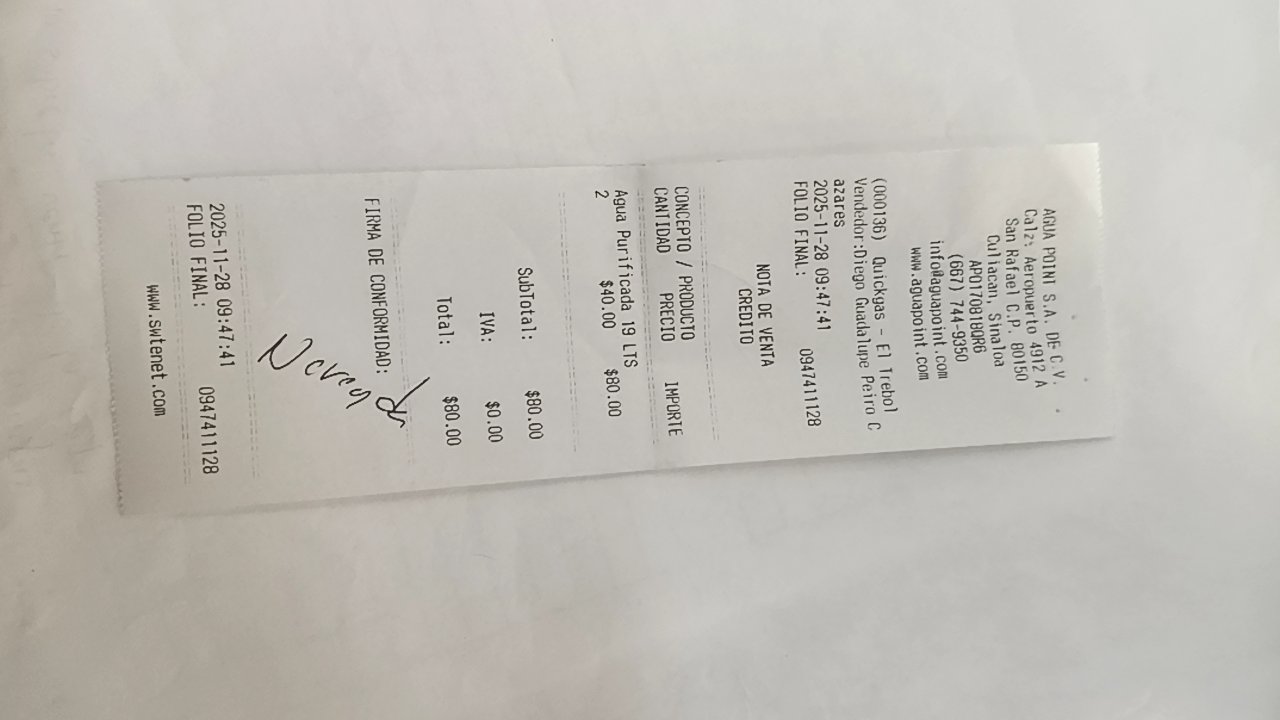 AGUA POINT S.A. DE C.V.
Calz: Aeropuerto 4912 A
San Rafael C.P. 80150
Culiacan, Sinaloa
APO170818QR6
(667) 744-9350
info@aguapoint.com
www.aguapoint.com
(000136) Quickgas - El Trebol
Vendedor:Diego Guadalupe Peiro C
azares
2025-11-28 09:47:41
FOLIO FINAL: 0947411128
NOTA DE VENTA
CREDITO
CONCEPTO / PRODUCTO
CANTIDAD PRECIO IMPORTE
Agua Purificada 19 LTS
2 $40.00 $80.00
SubTotal: $80.00
IVA: $0.00
Total: $80.00
FIRMA DE CONFORMIDAD:
2025-11-28 09:47:41
FOLIO FINAL: 0947411128
www.swtenet.com